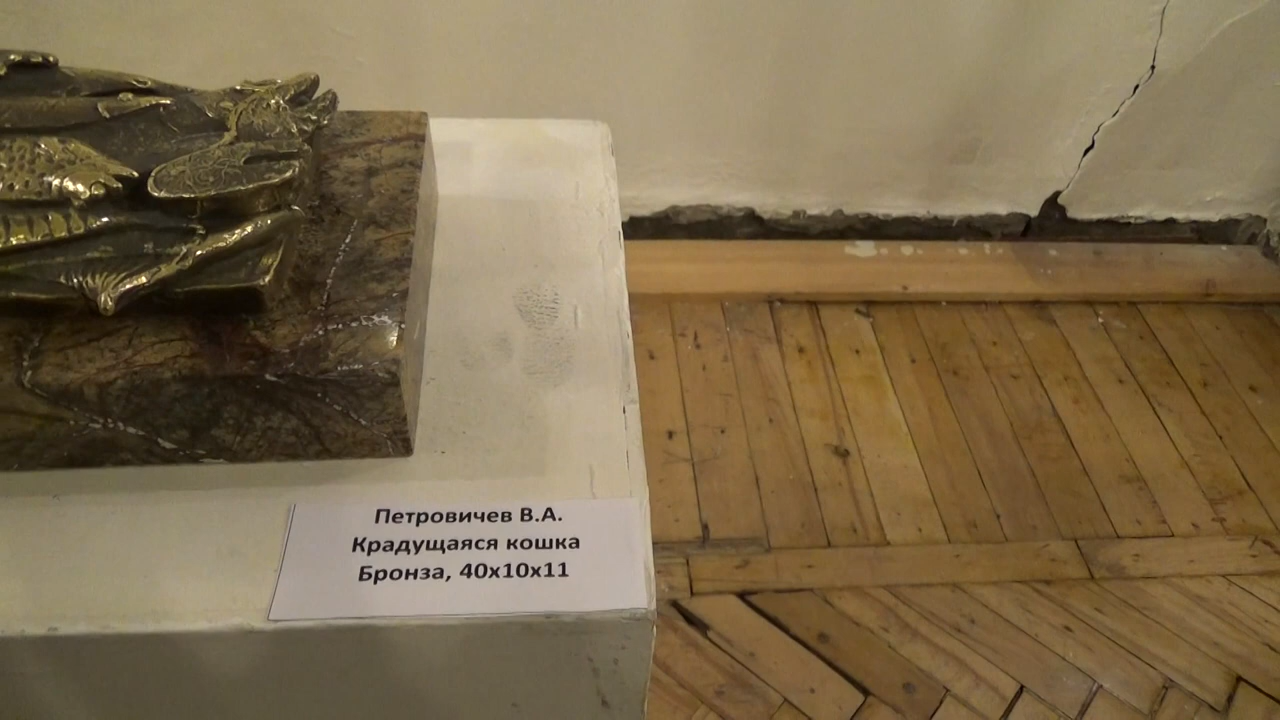 Петровичев В.А.
Крадущаяся кошка
Бронза, 40х10х11